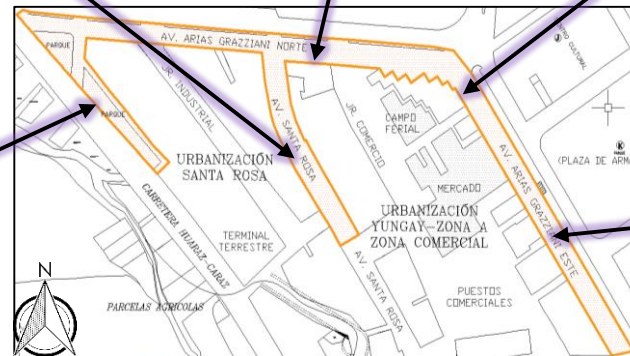 AV. ARIAS GRAZZIANI NORTE
PARQUE
PARQUE
JR. INDUSTRIAL
AV. SANTA ROSA
JR. COMERCIO
CAMPO
FERIAL
CULTURAL
(PLAZA DE ARM
URBANIZACIÓN
SANTA ROSA
MERCADO
AV. ARIAS GRAZZIANI ESTE
CARRETERA HUARAZ-CARAZ
URBANIZACIÓN
YUNGAY-ZONA A
ZONA COMERCIAL
TERMINAL
TERRESTRE
AV. SANTA ROSA
N
PARCELAS AGRICOLAS
PUESTOS
COMERCIALES